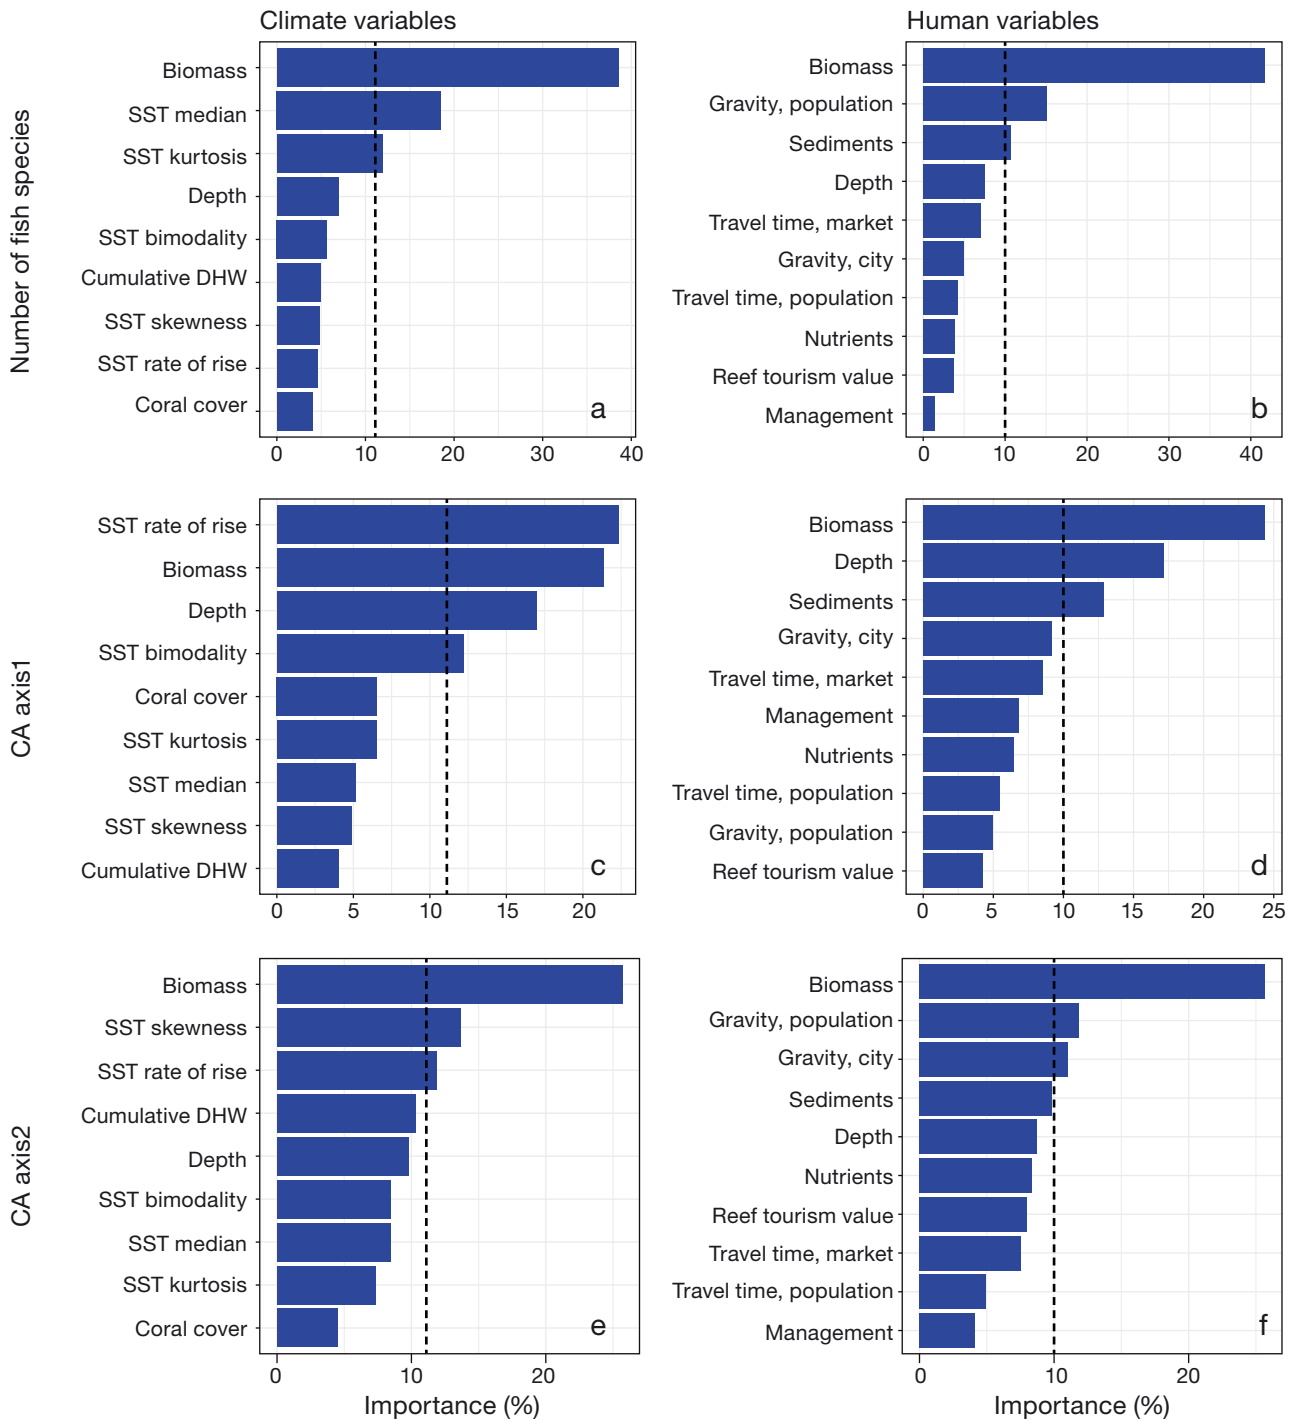 Climate variables
Human variables
Number of fish species
Biomass
SST median
SST kurtosis
Depth
SST bimodality
Cumulative DHW
SST skewness
SST rate of rise
Coral cover
a
0 10 20 30 40
Biomass
Gravity, population
Sediments
Depth
Travel time, market
Gravity, city
Travel time, population
Nutrients
Reef tourism value
Management
b
0 10 20 30 40
CA axis1
SST rate of rise
Biomass
Depth
SST bimodality
Coral cover
SST kurtosis
SST median
SST skewness
Cumulative DHW
c
0 5 10 15 20
Biomass
Depth
Sediments
Gravity, city
Travel time, market
Management
Nutrients
Travel time, population
Gravity, population
Reef tourism value
d
0 5 10 15 20 25
CA axis2
Biomass
SST skewness
SST rate of rise
Cumulative DHW
Depth
SST bimodality
SST median
SST kurtosis
Coral cover
e
0 10 20
Importance (%)
Biomass
Gravity, population
Gravity, city
Sediments
Depth
Nutrients
Reef tourism value
Travel time, market
Travel time, population
Management
f
0 10 20
Importance (%)